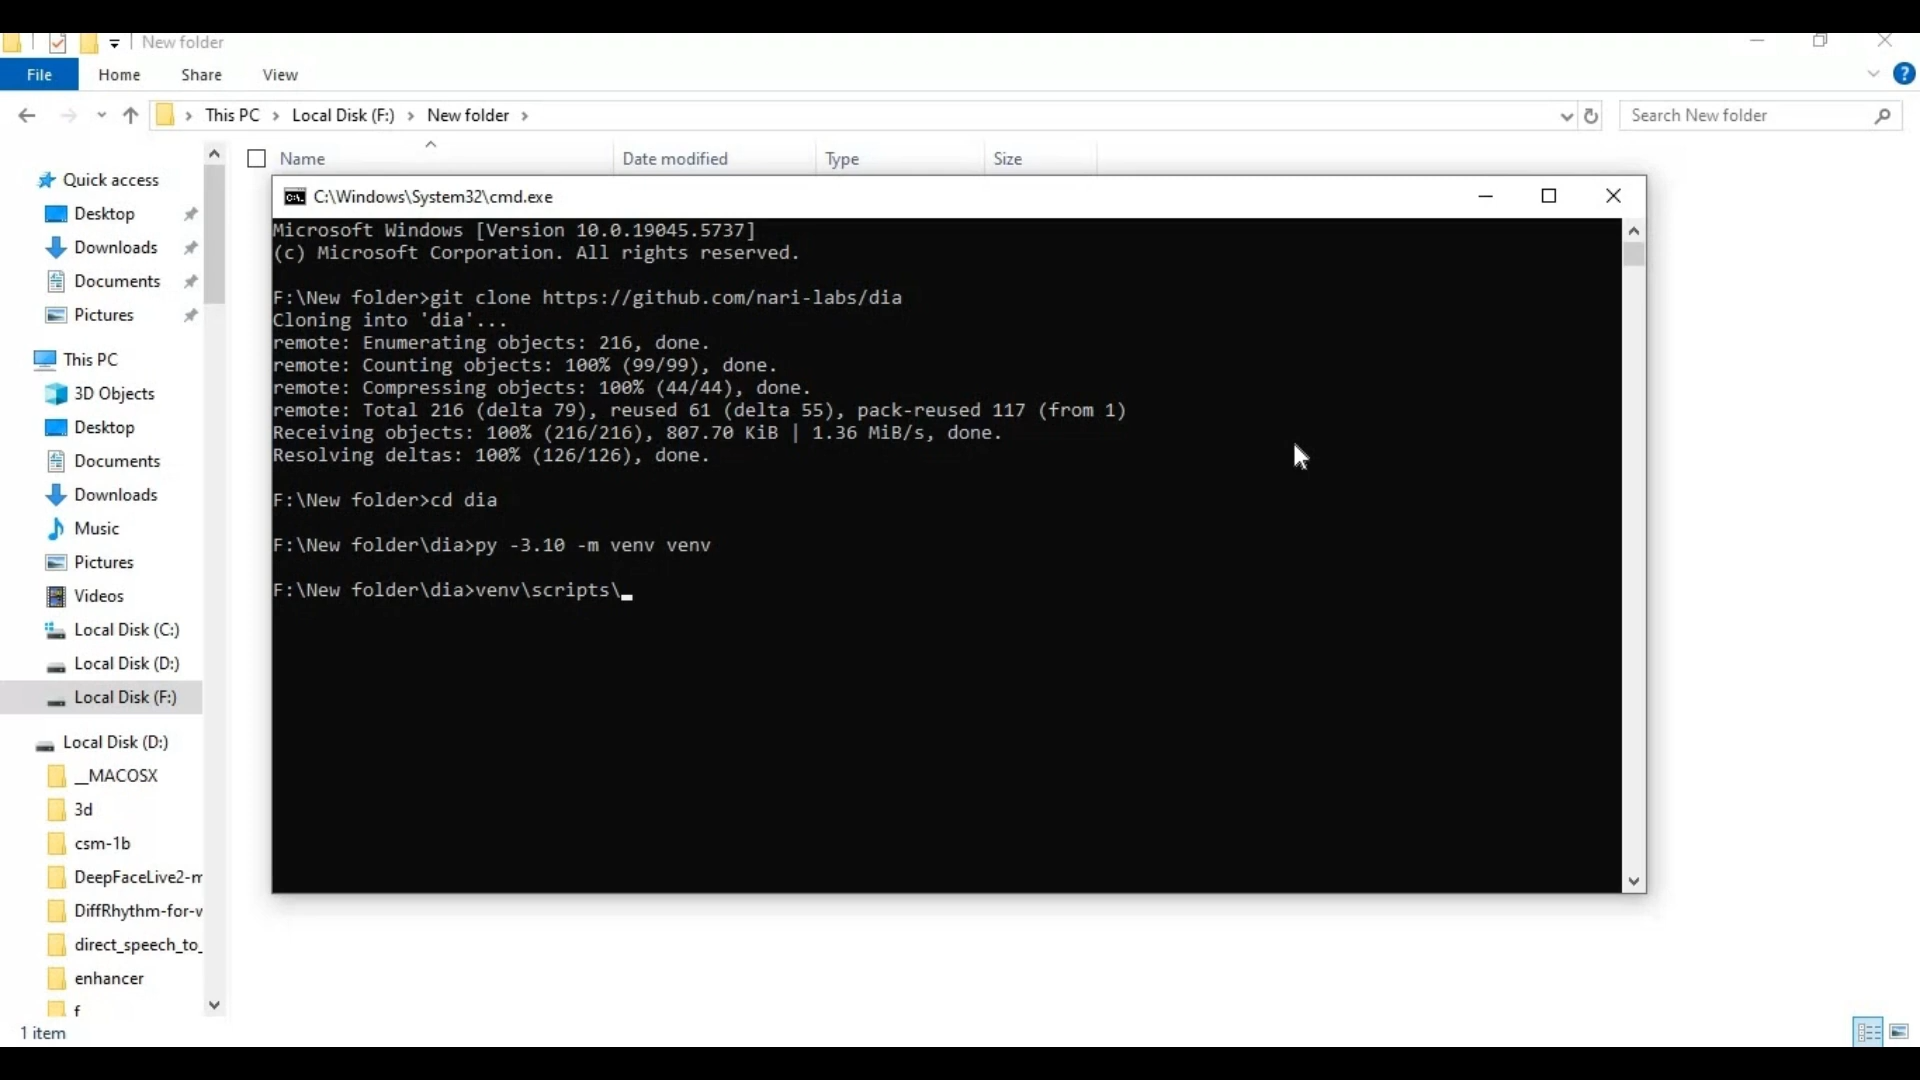 New folder
File Home Share View
This PC > Local Disk (F:) > New folder >
Search New folder
Name Date modified Type Size
Quick access
Desktop
Downloads
Documents
Pictures
This PC
3D Objects
Desktop
Documents
Downloads
Music
Pictures
Videos
Local Disk (C:)
Local Disk (D:)
Local Disk (F:)
Local Disk (D:)
__MACOSX
3d
csm-1b
DeepFaceLive2-m
DiffRhythm-for-v
direct_speech_to_
enhancer
f
1 item
C:\Windows\System32\cmd.exe
Microsoft Windows [Version 10.0.19045.5737]
(c) Microsoft Corporation. All rights reserved.
F:\New folder>git clone https://github.com/nari-labs/dia
Cloning into 'dia'...
remote: Enumerating objects: 216, done.
remote: Counting objects: 100% (99/99), done.
remote: Compressing objects: 100% (44/44), done.
remote: Total 216 (delta 79), reused 61 (delta 55), pack-reused 117 (from 1)
Receiving objects: 100% (216/216), 807.70 KiB | 1.36 MiB/s, done.
Resolving deltas: 100% (126/126), done.
F:\New folder>cd dia
F:\New folder\dia>py -3.10 -m venv venv
F:\New folder\dia>venv\scripts\_